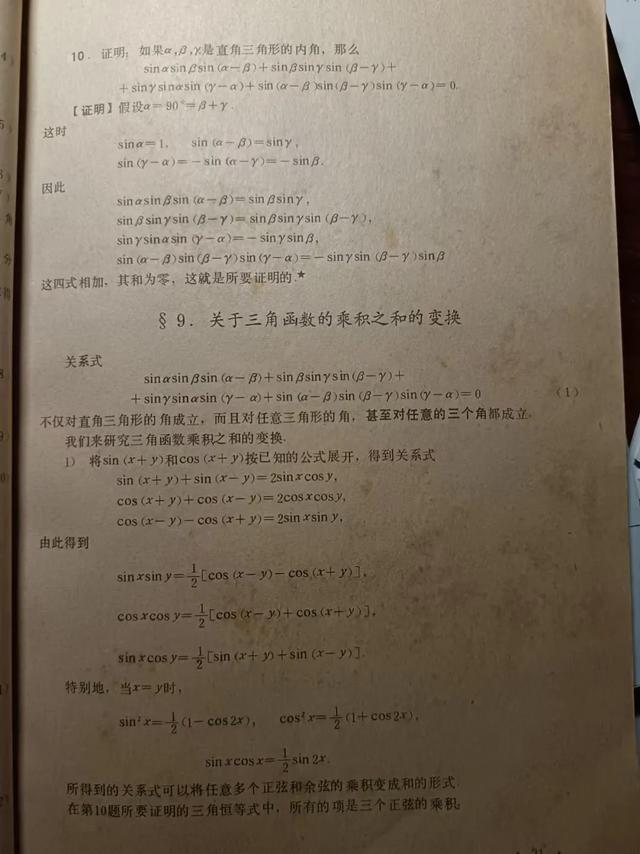 10. 证明：如果α,β,γ是直角三角形的内角，那么
sinαsinβsin (α−β)+sinβsinγsin (β−γ)+
+sinγsinαsin (γ−α)+sin (α−β)sin(β−γ)sin (γ−α)=0.
【证明】假设α=90°=β+γ.
这时
sinα=1, sin (α−β)=sinγ,
sin (γ−α)=−sin (α−γ)=−sinβ.
因此
sinαsinβsin (α−β)=sinβsinγ,
sinβsinγsin (β−γ)=sinβsinγsin (β−γ),
sinγsinαsin (γ−α)=−sinγsinβ,
sin (α−β)sin(β−γ)sin(γ−α)=−sinγsin (β−γ)sinβ
这四式相加，其和为零，这就是所要证明的.★
§ 9. 关于三角函数的乘积之和的变换
关系式
sinαsinβsin (α−β)+sinβsinγsin(β−γ)+
+sinγsinαsin (γ−α)+sin (α−β)sin(β−γ)sin(γ−α)=0 (1)
不仅对直角三角形的角成立，而且对任意三角形的角，甚至对任意的三个角都成立.
我们来研究三角函数乘积之和的变换.
1) 将sin (x+y)和cos (x+y)按已知的公式展开，得到关系式
sin (x+y)+sin (x−y)=2sinxcosy,
cos (x+y)+cos (x−y)=2cosxcosy,
cos (x−y)−cos (x+y)=2sinxsiny,
由此得到
sinxsiny=1/2[cos (x−y)−cos (x+y)],
cosxcosy=1/2[cos (x−y)+cos(x+y)],
sinxcosy=1/2[sin (x+y)+sin (x−y)].
特别地，当x=y时，
sin²x=1/2(1−cos2x), cos²x=1/2(1+cos2x),
sinxcosx=1/2sin2x.
所得到的关系式可以将任意多个正弦和余弦的乘积变成和的形式.
在第10题所要证明的三角恒等式中，所有的项是三个正弦的乘积.